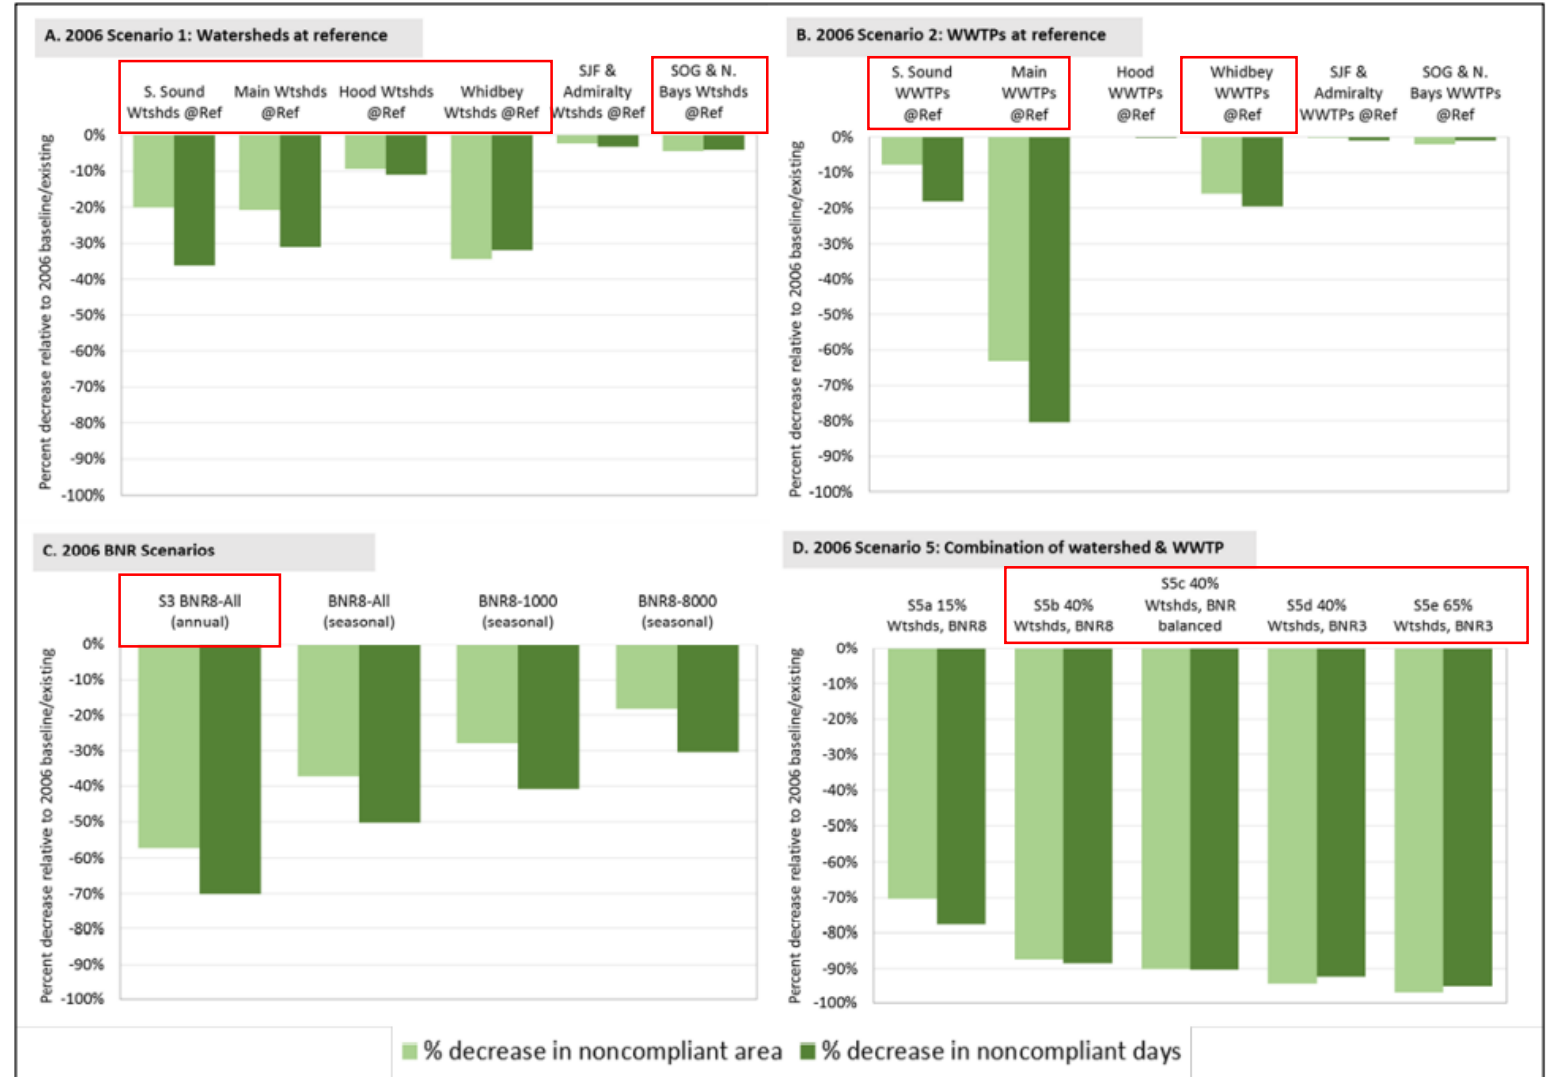 A. 2006 Scenario 1: Watersheds at reference
S. Sound
Wtshds @Ref
Main Wtshds
@Ref
Hood Wtshds
@Ref
Whidbey
Wtshds @Ref
SJF &
Admiralty
Wtshds @Ref
SOG & N.
Bays Wtshds
@Ref
Percent decrease relative to 2006 baseline/existing
0%
-10%
-20%
-30%
-40%
-50%
-60%
-70%
-80%
-90%
-100%
B. 2006 Scenario 2: WWTPs at reference
S. Sound
WWTPs
@Ref
Main
WWTPs
@Ref
Hood
WWTPs
@Ref
Whidbey
WWTPs
@Ref
SJF &
Admiralty
WWTPs @Ref
SOG & N.
Bays WWTPs
@Ref
Percent decrease relative to 2006 baseline/existing
0%
-10%
-20%
-30%
-40%
-50%
-60%
-70%
-80%
-90%
-100%
C. 2006 BNR Scenarios
S3 BNR8-All
(annual)
BNR8-All
(seasonal)
BNR8-1000
(seasonal)
BNR8-8000
(seasonal)
Percent decrease relative to 2006 baseline/existing
0%
-10%
-20%
-30%
-40%
-50%
-60%
-70%
-80%
-90%
-100%
D. 2006 Scenario 5: Combination of watershed & WWTP
S5a 15%
Wtshds, BNR8
S5b 40%
Wtshds, BNR8
S5c 40%
Wtshds, BNR
balanced
S5d 40%
Wtshds, BNR3
S5e 65%
Wtshds, BNR3
Percent decrease relative to 2006 baseline/existing
0%
-10%
-20%
-30%
-40%
-50%
-60%
-70%
-80%
-90%
-100%
% decrease in noncompliant area
% decrease in noncompliant days